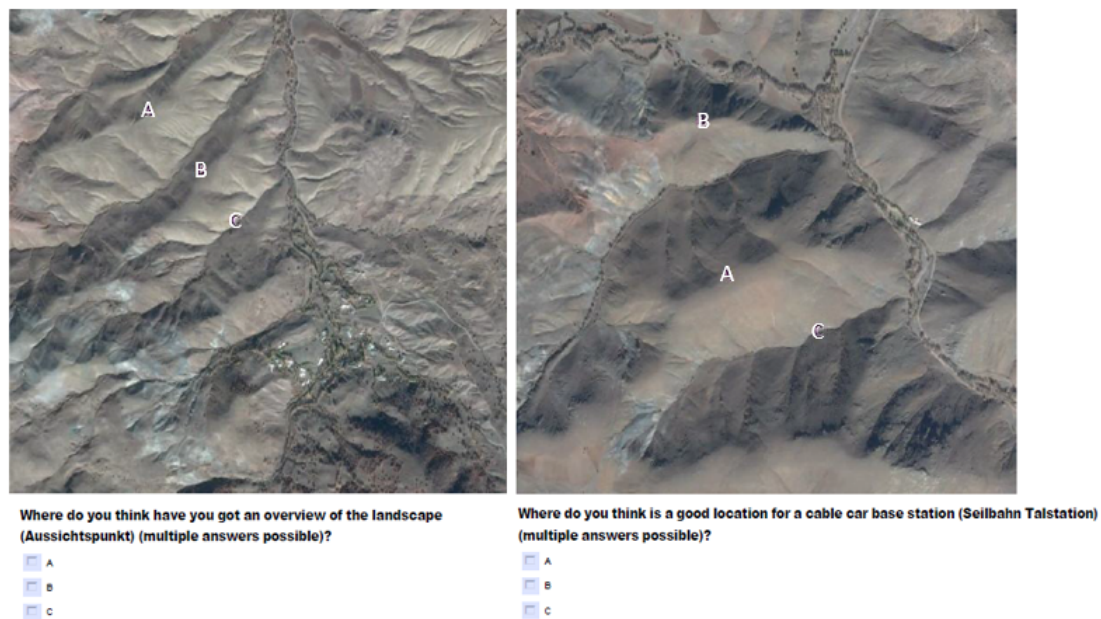 A
B
C
B
A
C
Where do you think have you got an overview of the landscape
(Aussichtspunkt) (multiple answers possible)?
A
B
C
Where do you think is a good location for a cable car base station (Seilbahn Talstation)
(multiple answers possible)?
A
B
C